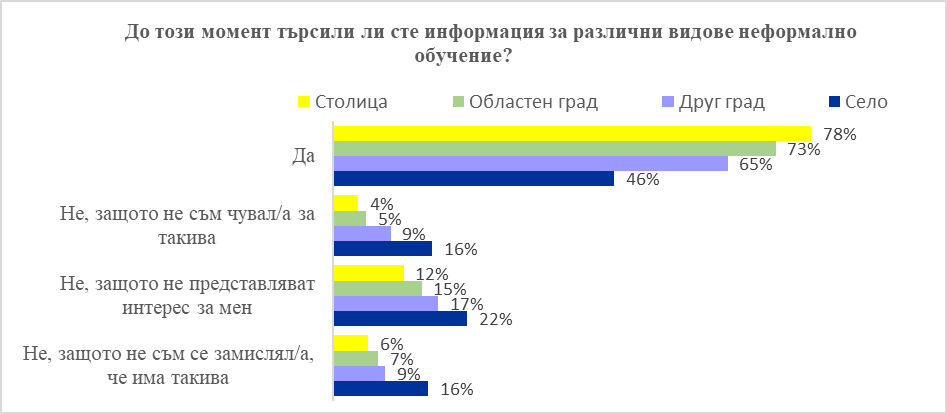 До този момент търсили ли сте информация за различни видове неформално
обучение?
Столица Областен град Друг град Село
Да
78%
73%
65%
46%
Не, защото не съм чувал/а за
такива
4%
5%
9%
16%
Не, защото не представляват
интерес за мен
12%
15%
17%
22%
Не, защото не съм се замислял/а,
че има такива
6%
7%
9%
16%